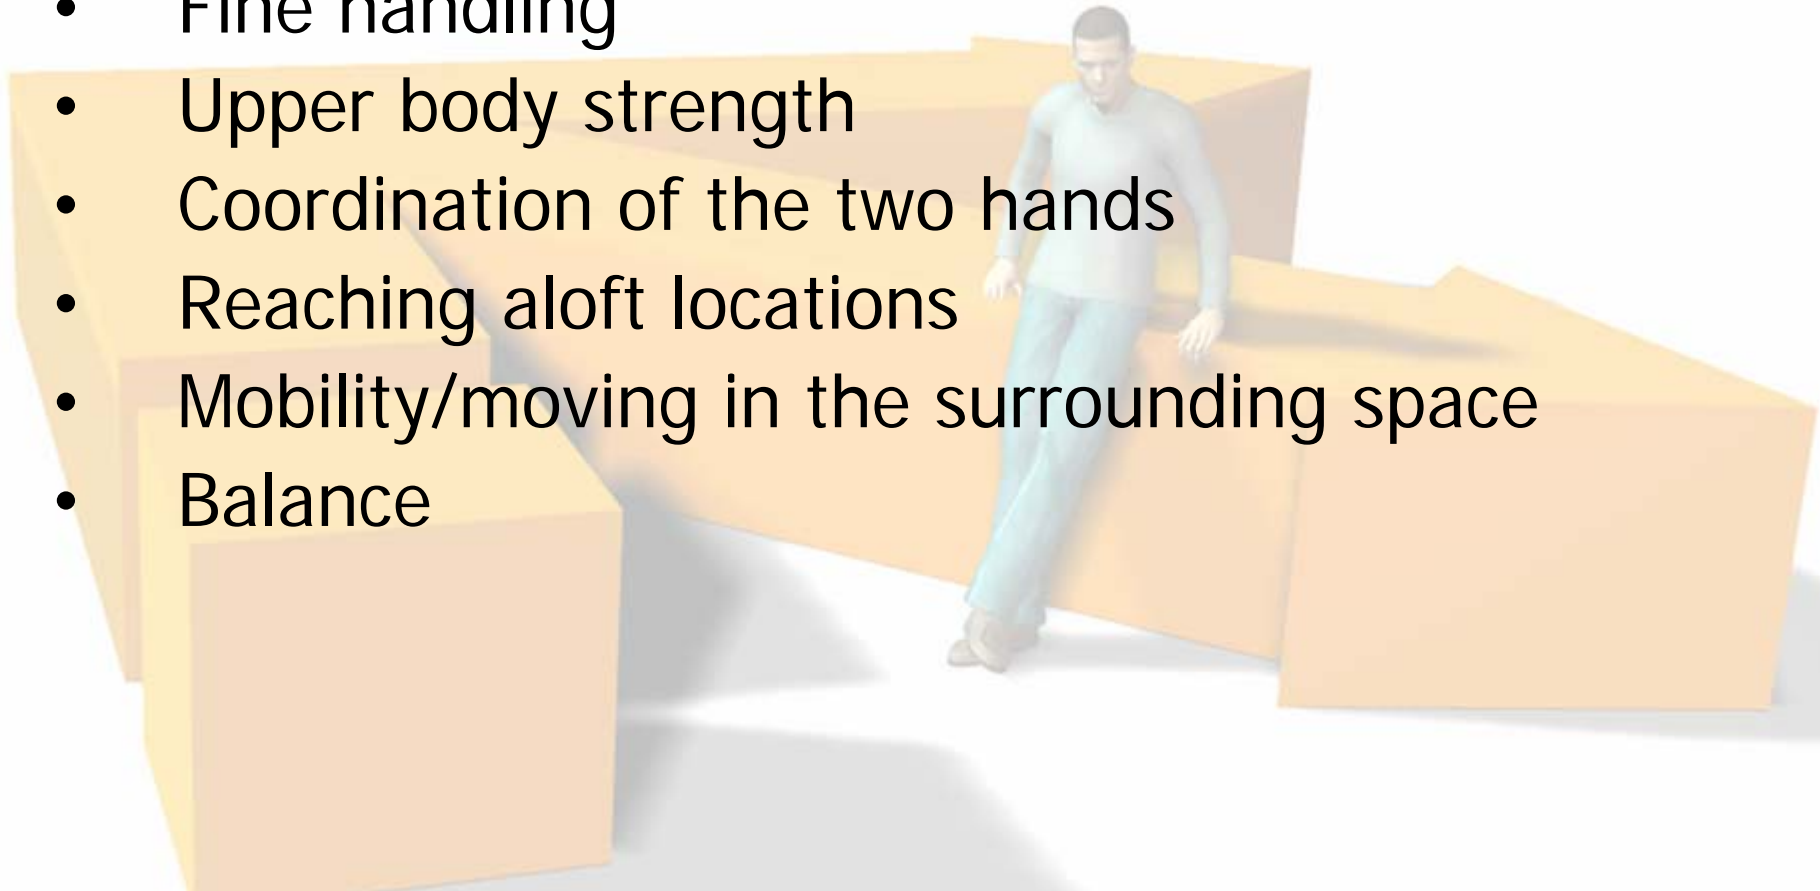 • Fine handling
• Upper body strength
• Coordination of the two hands
• Reaching aloft locations
• Mobility/moving in the surrounding space
• Balance